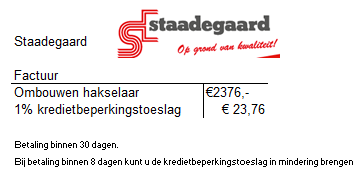 staadegaard
Staadegaard
Op grond van kwaliteit!
Factuur
Ombouwen hakselaar €2376,-
1% kredietbeperkingstoeslag € 23,76
Betaling binnen 30 dagen.
Bij betaling binnen 8 dagen kunt u de kredietbeperkingstoeslag in mindering brengen